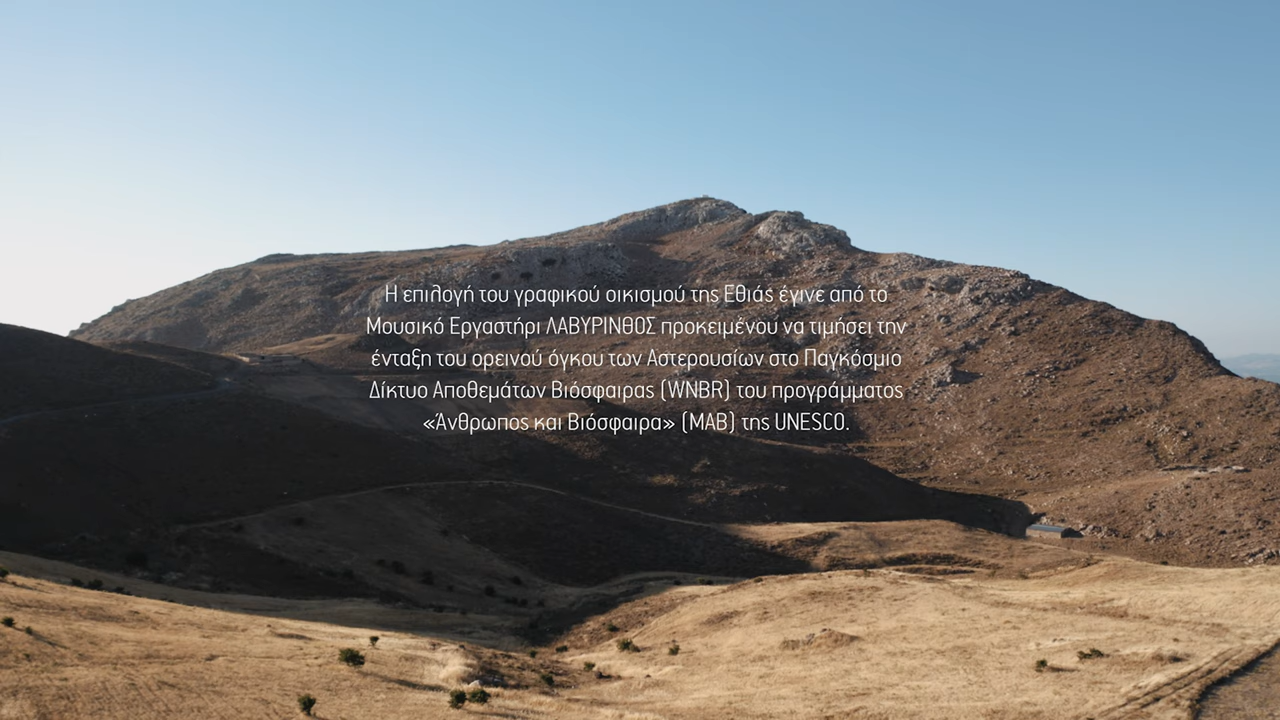 Η επιλογή του γραφικού οικισμού της Εθιάς έγινε από το
Μουσικό Εργαστήρι ΛΑΒΥΡΙΝΘΟΣ προκειμένου να τιμήσει την
ένταξη του ορεινού όγκου των Αστερουσίων στο Παγκόσμιο
Δίκτυο Αποθεμάτων Βιόσφαιρας (WNBR) του προγράμματος
«Άνθρωπος και Βιόσφαιρα» (MAB) της UNESCO.